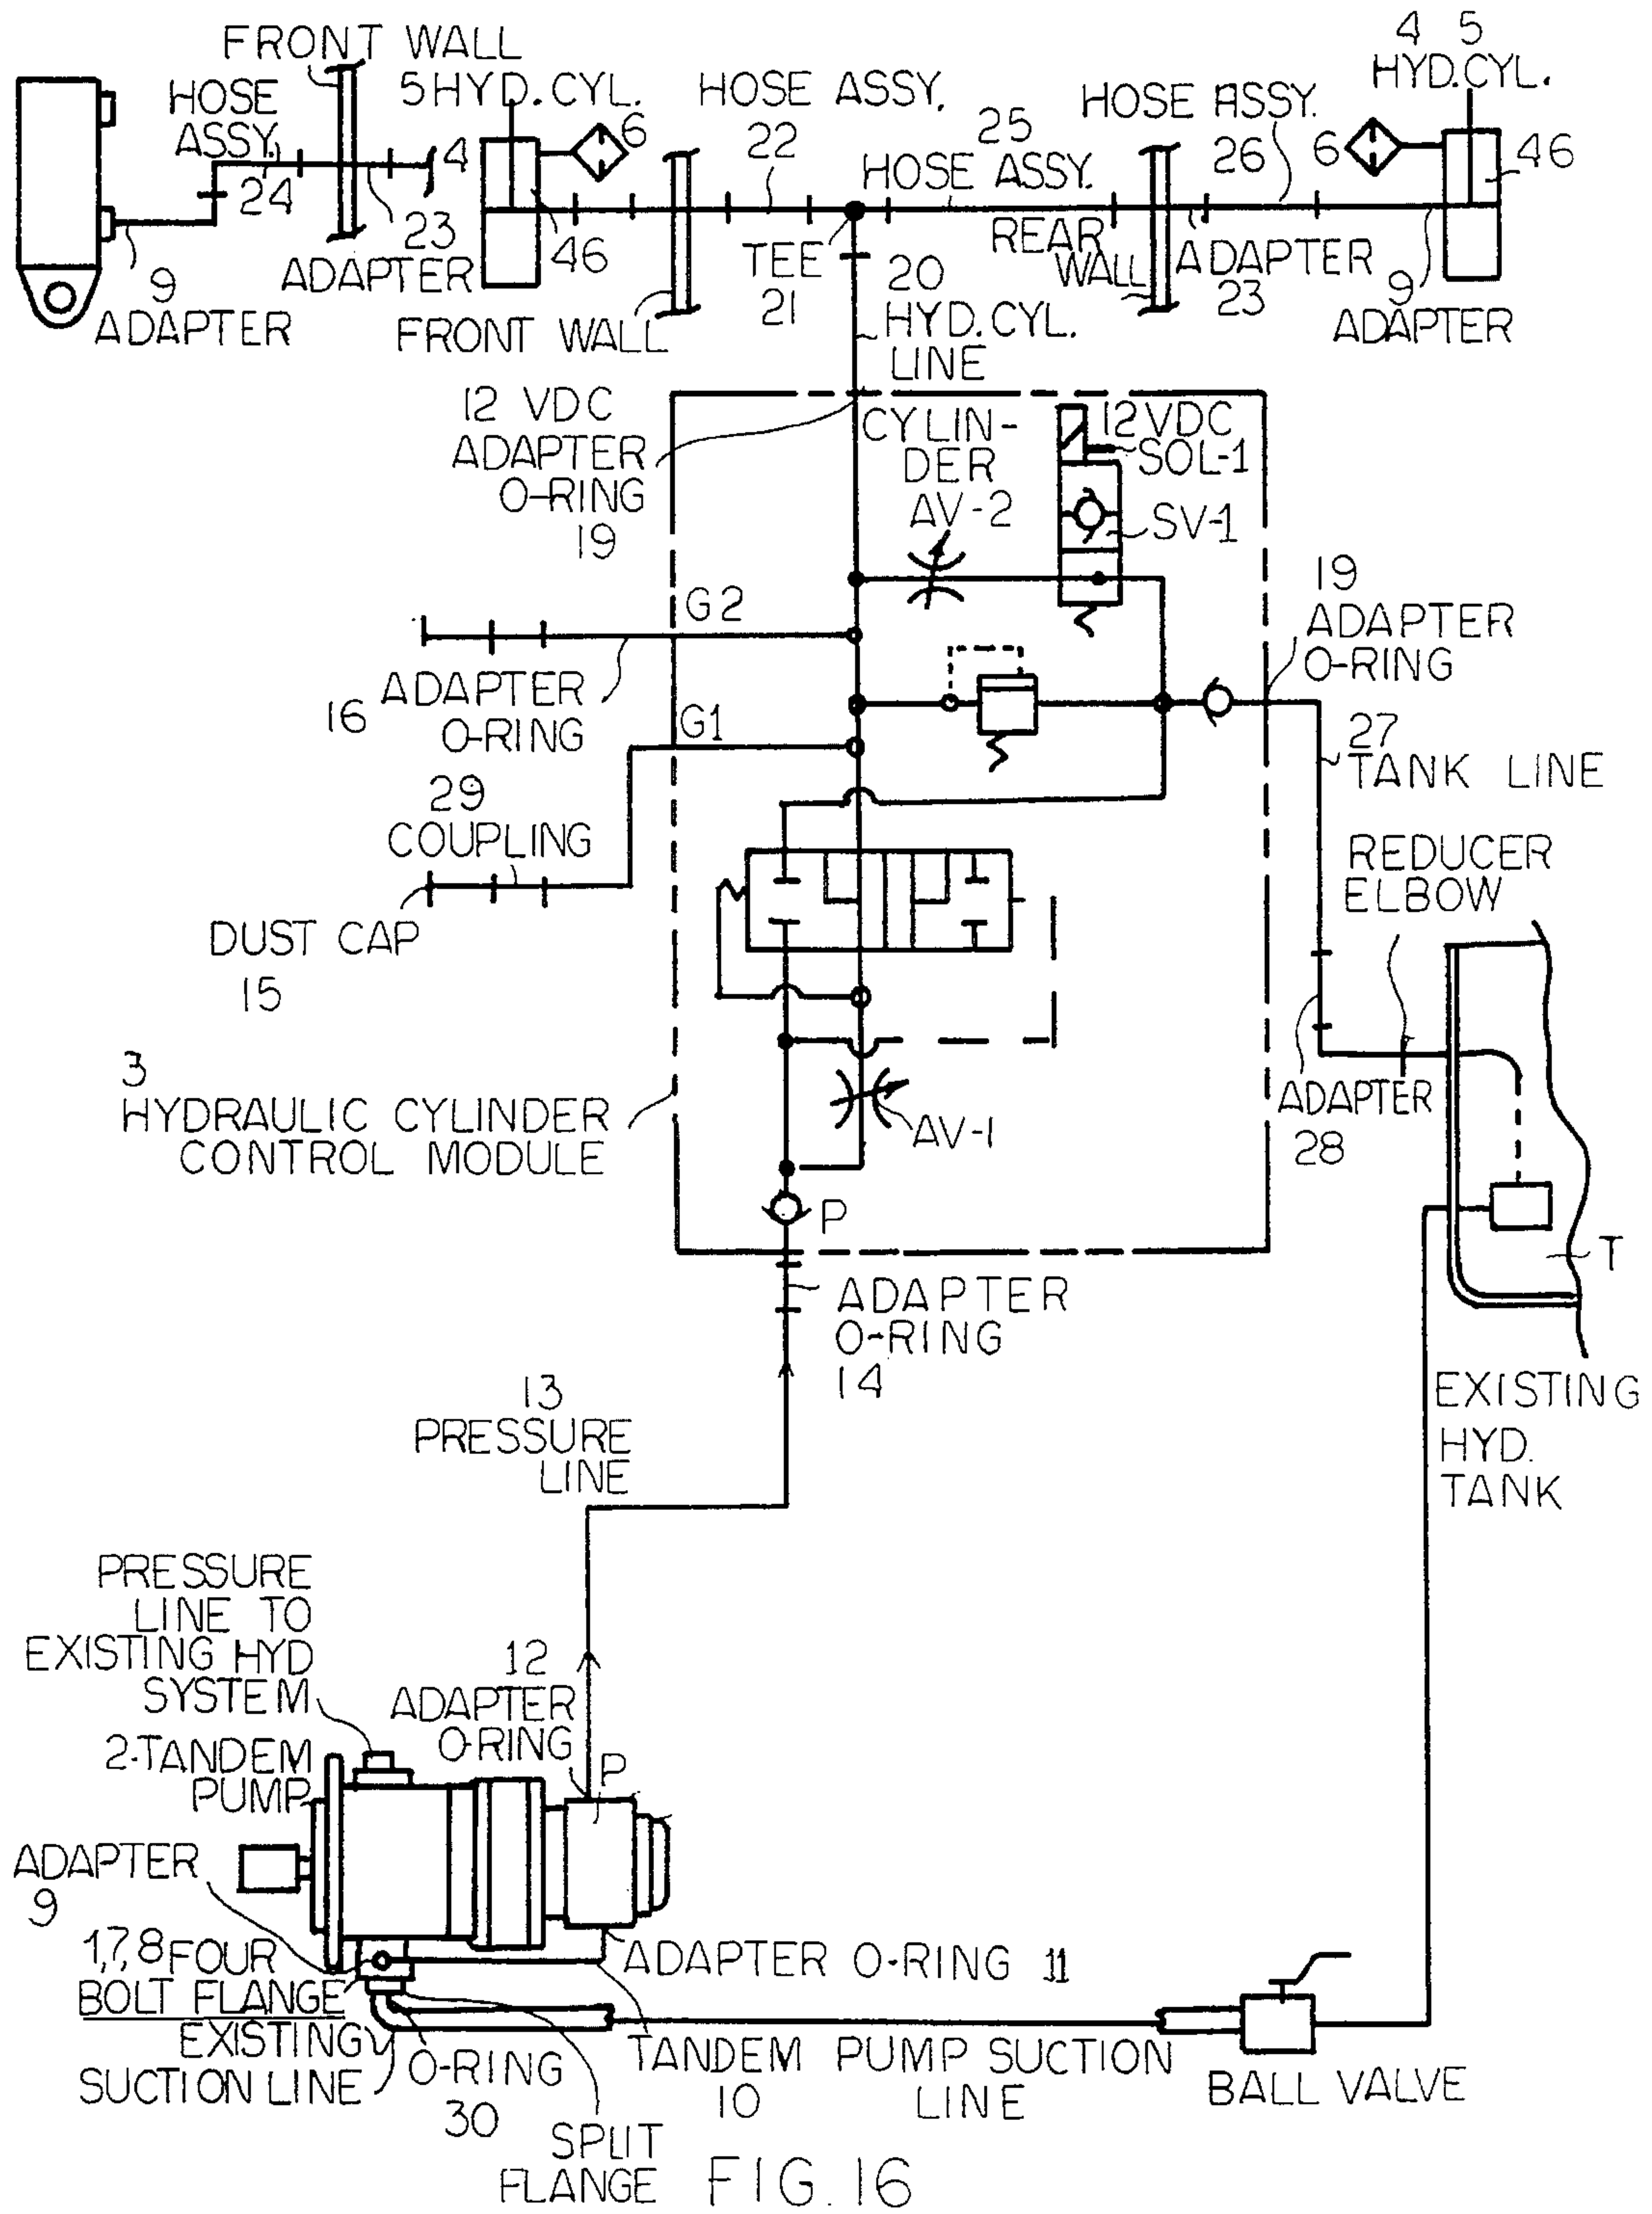 FRONT WALL
4 5
HYD.CYL.
HOSE
ASSY.
5HYD.CYL.
HOSE ASSY.
22
25
HOSE ASSY.
HOSE ASSY.
26
6
46
24
4
6
23
ADAPTER
46
9
ADAPTER
FRONT WALL
TEE
21
20
HYD.CYL.
LINE
REAR
WALL
ADAPTER
23
9
ADAPTER
12 VDC
ADAPTER
O-RING
19
CYLIN-
DER
AV-2
12VDC
SOL-1
SV-1
19
ADAPTER
O-RING
G2
16 ADAPTER
O-RING
G1
27
TANK LINE
29
COUPLING
DUST CAP
15
REDUCER
ELBOW
3
HYDRAULIC CYLINDER
CONTROL MODULE
AV-1
ADAPTER
28
P
T
ADAPTER
O-RING
14
EXISTING
HYD.
TANK
13
PRESSURE
LINE
PRESSURE
LINE TO
EXISTING HYD
SYSTEM
12
ADAPTER
O-RING
P
2-TANDEM
PUMP
ADAPTER
9
1,7,8 FOUR
BOLT FLANGE
ADAPTER O-RING 11
EXISTING
SUCTION LINE
O-RING
30
TANDEM PUMP SUCTION
10 LINE
BALL VALVE
SPLIT
FLANGE
FIG. 16